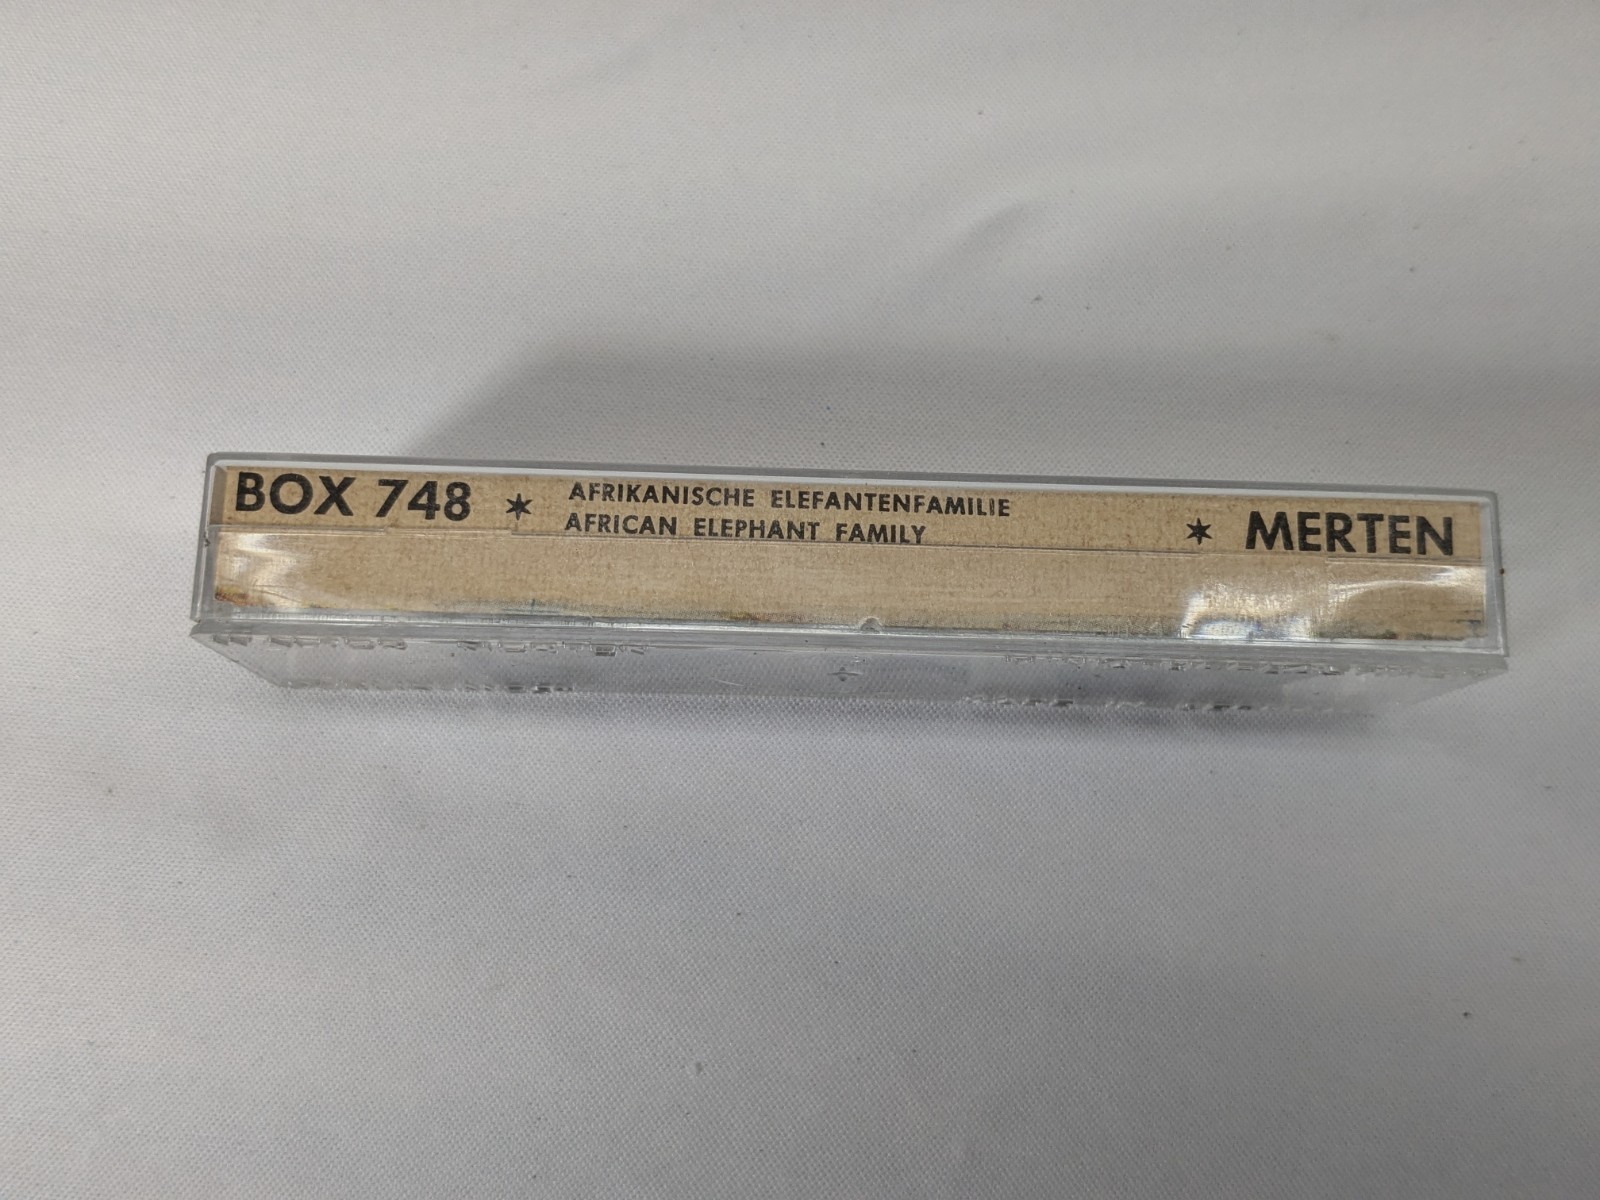 BOX 748 ✶ AFRIKANISCHE ELEFANTENFAMILIE
AFRICAN ELEPHANT FAMILY ✶ MERTEN